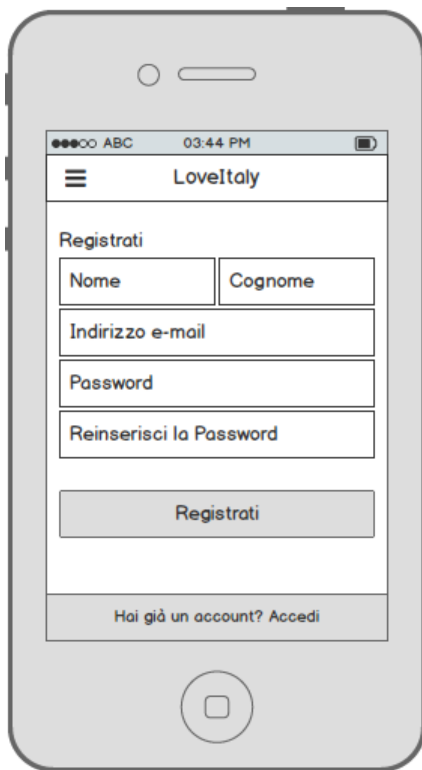 ABC 03:44 PM
LoveItaly
Registrati
Nome Cognome
Indirizzo e-mail
Password
Reinserisci la Password
Registrati
Hai già un account? Accedi